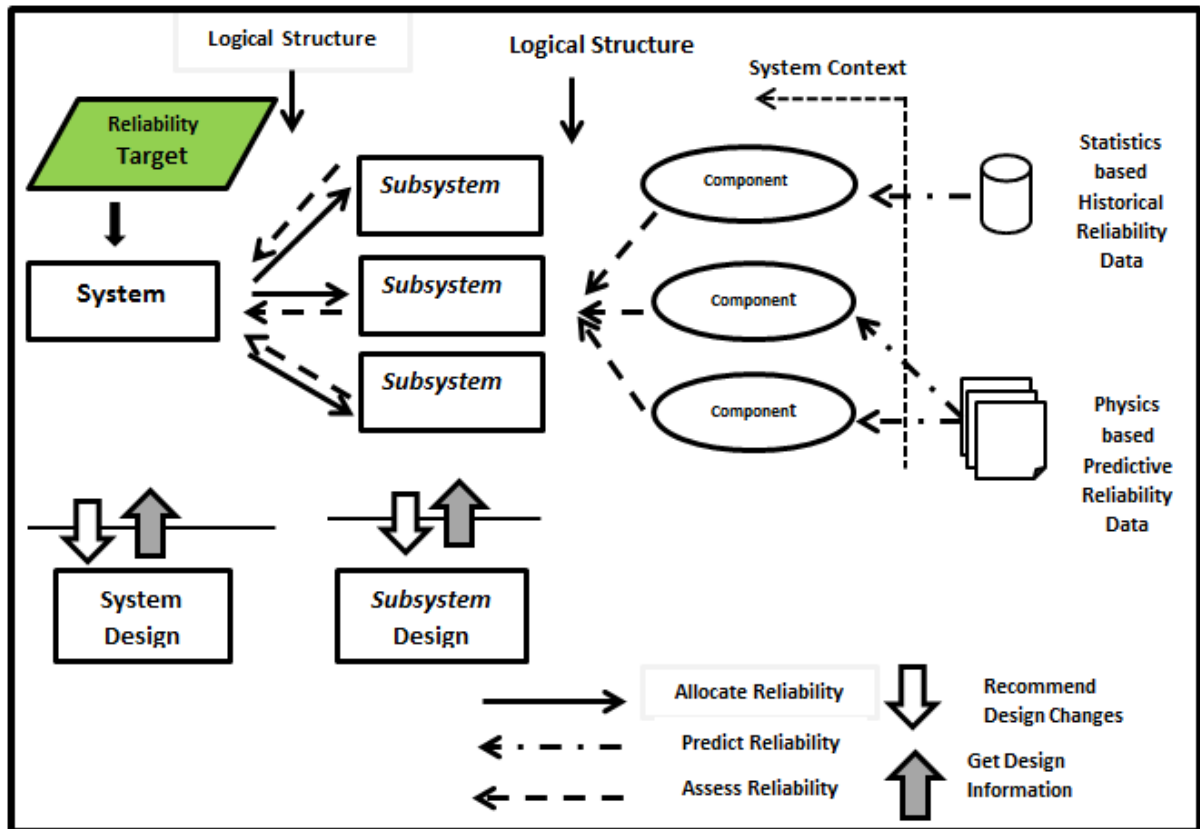 Logical Structure
Logical Structure
System Context
Reliability
Target
Subsystem
Component
Statistics
based
Historical
Reliability
Data
System
Subsystem
Component
Subsystem
Component
Physics
based
Predictive
Reliability
Data
System
Design
Subsystem
Design
Allocate Reliability
Recommend
Design Changes
Predict Reliability
Get Design
Information
Assess Reliability